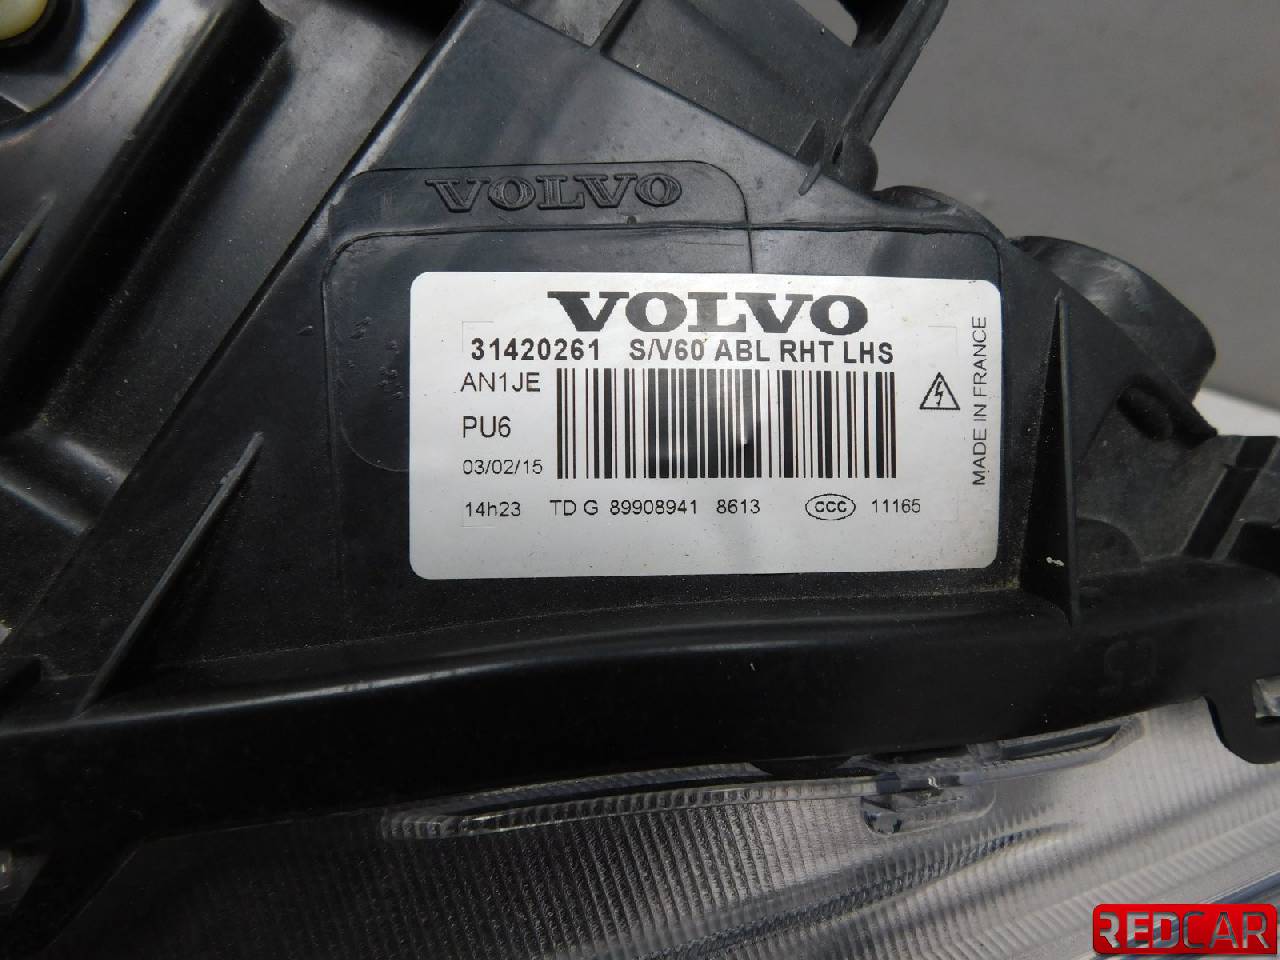 VOLVO
VOLVO
31420261 S/V60 ABL RHT LHS
AN1JE
PU6
03/02/15
14h23 TD G 89908941 8613 CCC 11165
MADE IN FRANCE
REDCAR